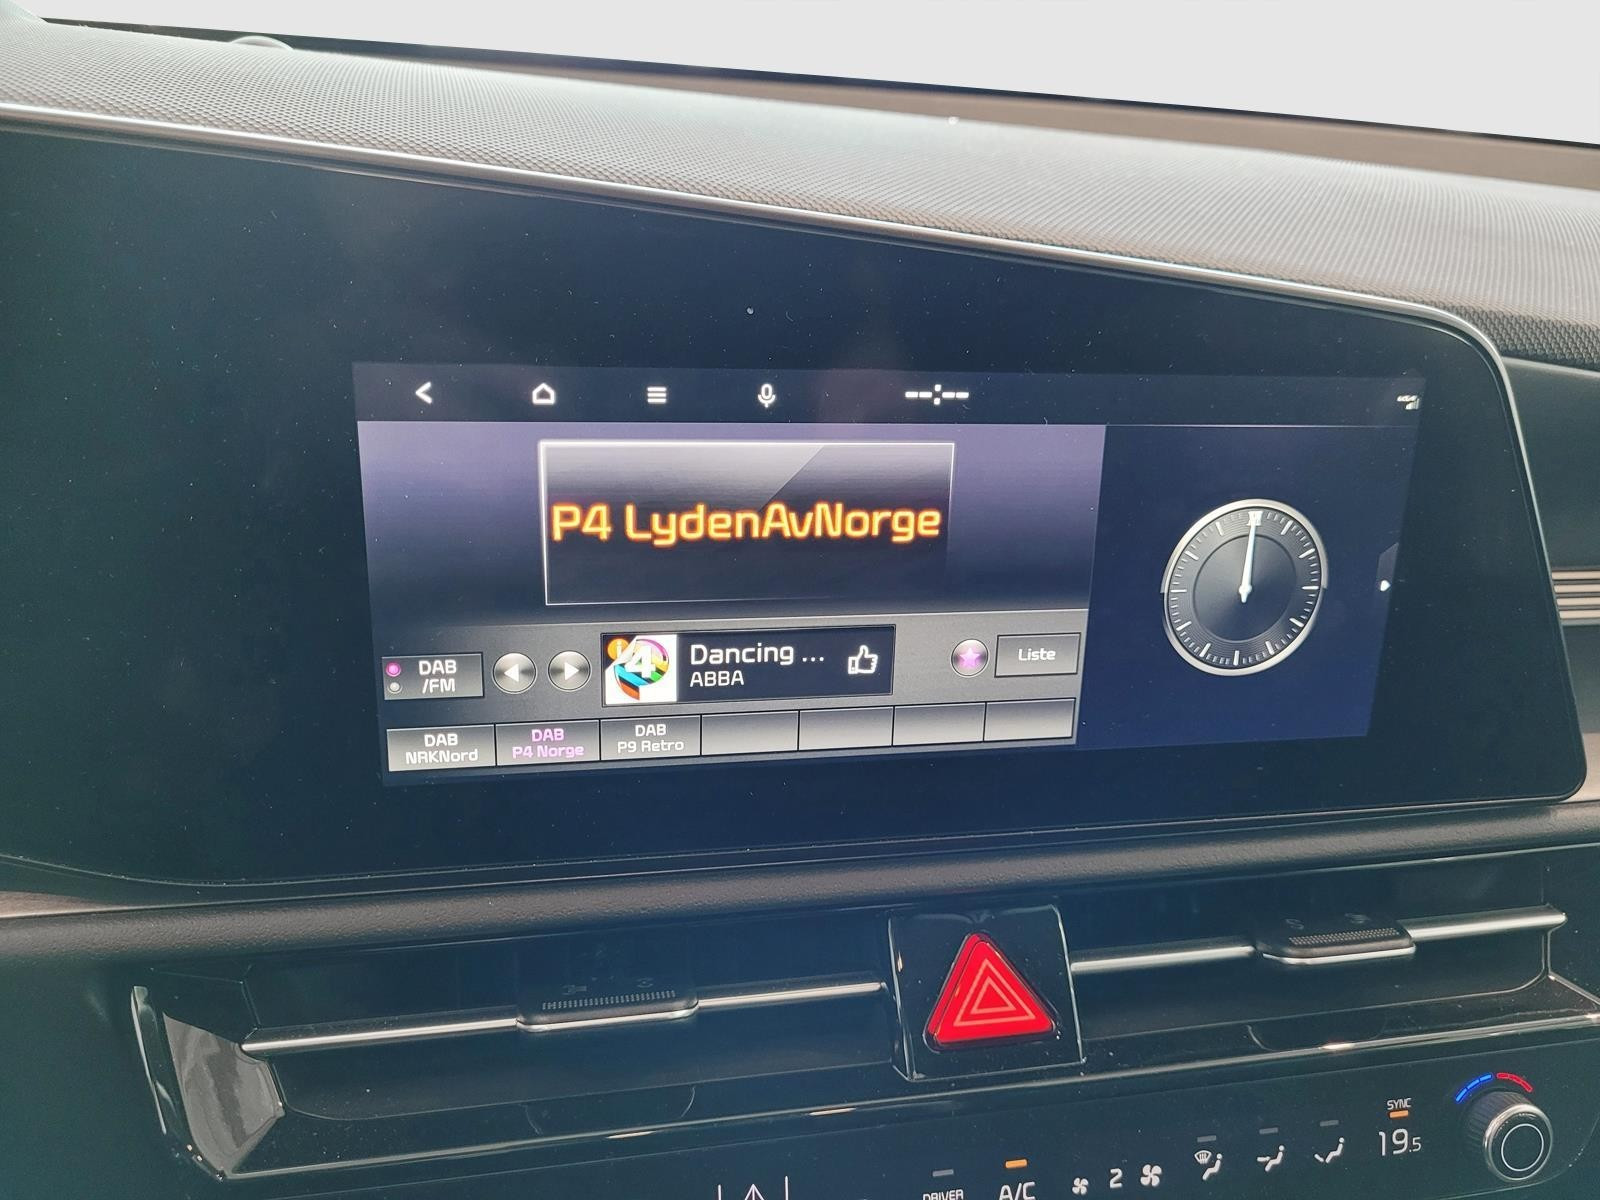 --:--
P4 LydenAvNorge
DAB
/FM
Dancing ...
ABBA
Liste
DAB
NRKNord
DAB
P4 Norge
DAB
P9 Retro
SYNC
19.5
DRIVER
A/C
2